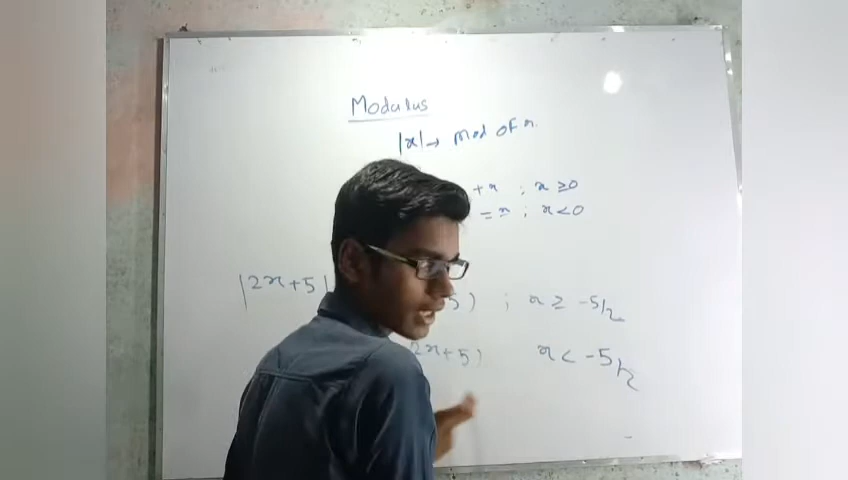 Modulus
|x| → mod of x
+ x ; x ≥ 0
= x ; x < 0
|2x+5| 5) ; x ≥ -5/2
2x+5) x < -5/2